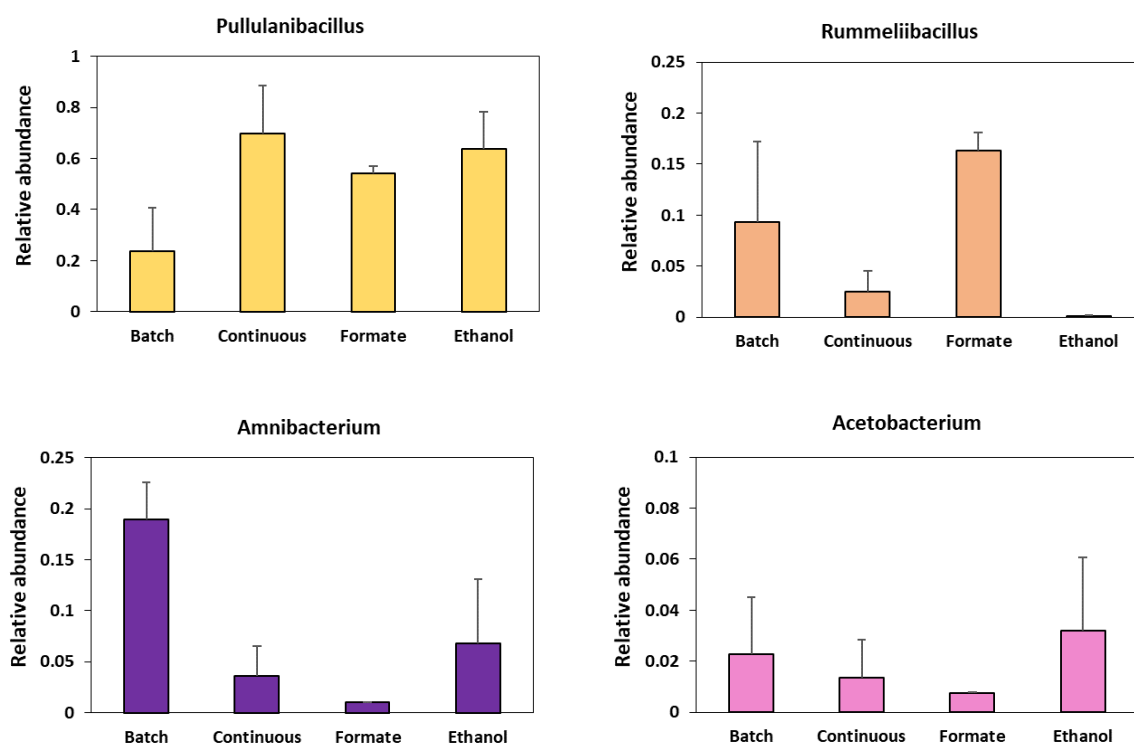 Pullulanibacillus
Relative abundance
1
0.8
0.6
0.4
0.2
0
Batch Continuous Formate Ethanol
Rummeliibacillus
Relative abundance
0.25
0.2
0.15
0.1
0.05
0
Batch Continuous Formate Ethanol
Amnibacterium
Relative abundance
0.25
0.2
0.15
0.1
0.05
0
Batch Continuous Formate Ethanol
Acetobacterium
Relative abundance
0.1
0.08
0.06
0.04
0.02
0
Batch Continuous Formate Ethanol